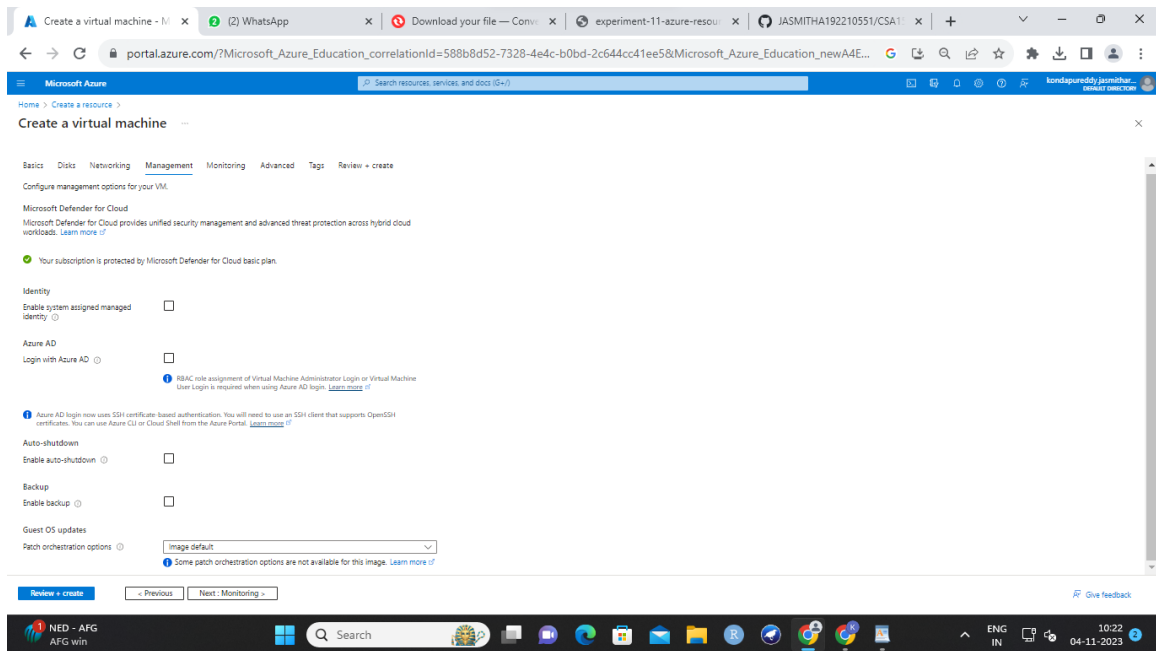 Create a virtual machine - M
(2) WhatsApp
Download your file — Conve
experiment-11-azure-resour
JASMITHA192210551/CSA15
portal.azure.com/?Microsoft_Azure_Education_correlationId=588b8d52-7328-4e4c-b0bd-2c644cc41ee5&Microsoft_Azure_Education_newA4E...
Microsoft Azure
Search resources, services, and docs (G+/)
kondapureddy.jasmithar...
DEFAULT DIRECTORY
Home > Create a resource >
Create a virtual machine ...
Basics Disks Networking Management Monitoring Advanced Tags Review + create
Configure management options for your VM.
Microsoft Defender for Cloud
Microsoft Defender for Cloud provides unified security management and advanced threat protection across hybrid cloud
workloads. Learn more
Your subscription is protected by Microsoft Defender for Cloud basic plan.
Identity
Enable system assigned managed
identity
Azure AD
Login with Azure AD
RBAC role assignment of Virtual Machine Administrator Login or Virtual Machine
User Login is required when using Azure AD login. Learn more
Azure AD login now uses SSH certificate-based authentication. You will need to use an SSH client that supports OpenSSH
certificates. You can use Azure CLI or Cloud Shell from the Azure Portal. Learn more
Auto-shutdown
Enable auto-shutdown
Backup
Enable backup
Guest OS updates
Patch orchestration options
Image default
Some patch orchestration options are not available for this image. Learn more
Review + create
< Previous
Next : Monitoring >
Give feedback
1
NED - AFG
AFG win
Search
R
K
ENG
IN
10:22
04-11-2023
2